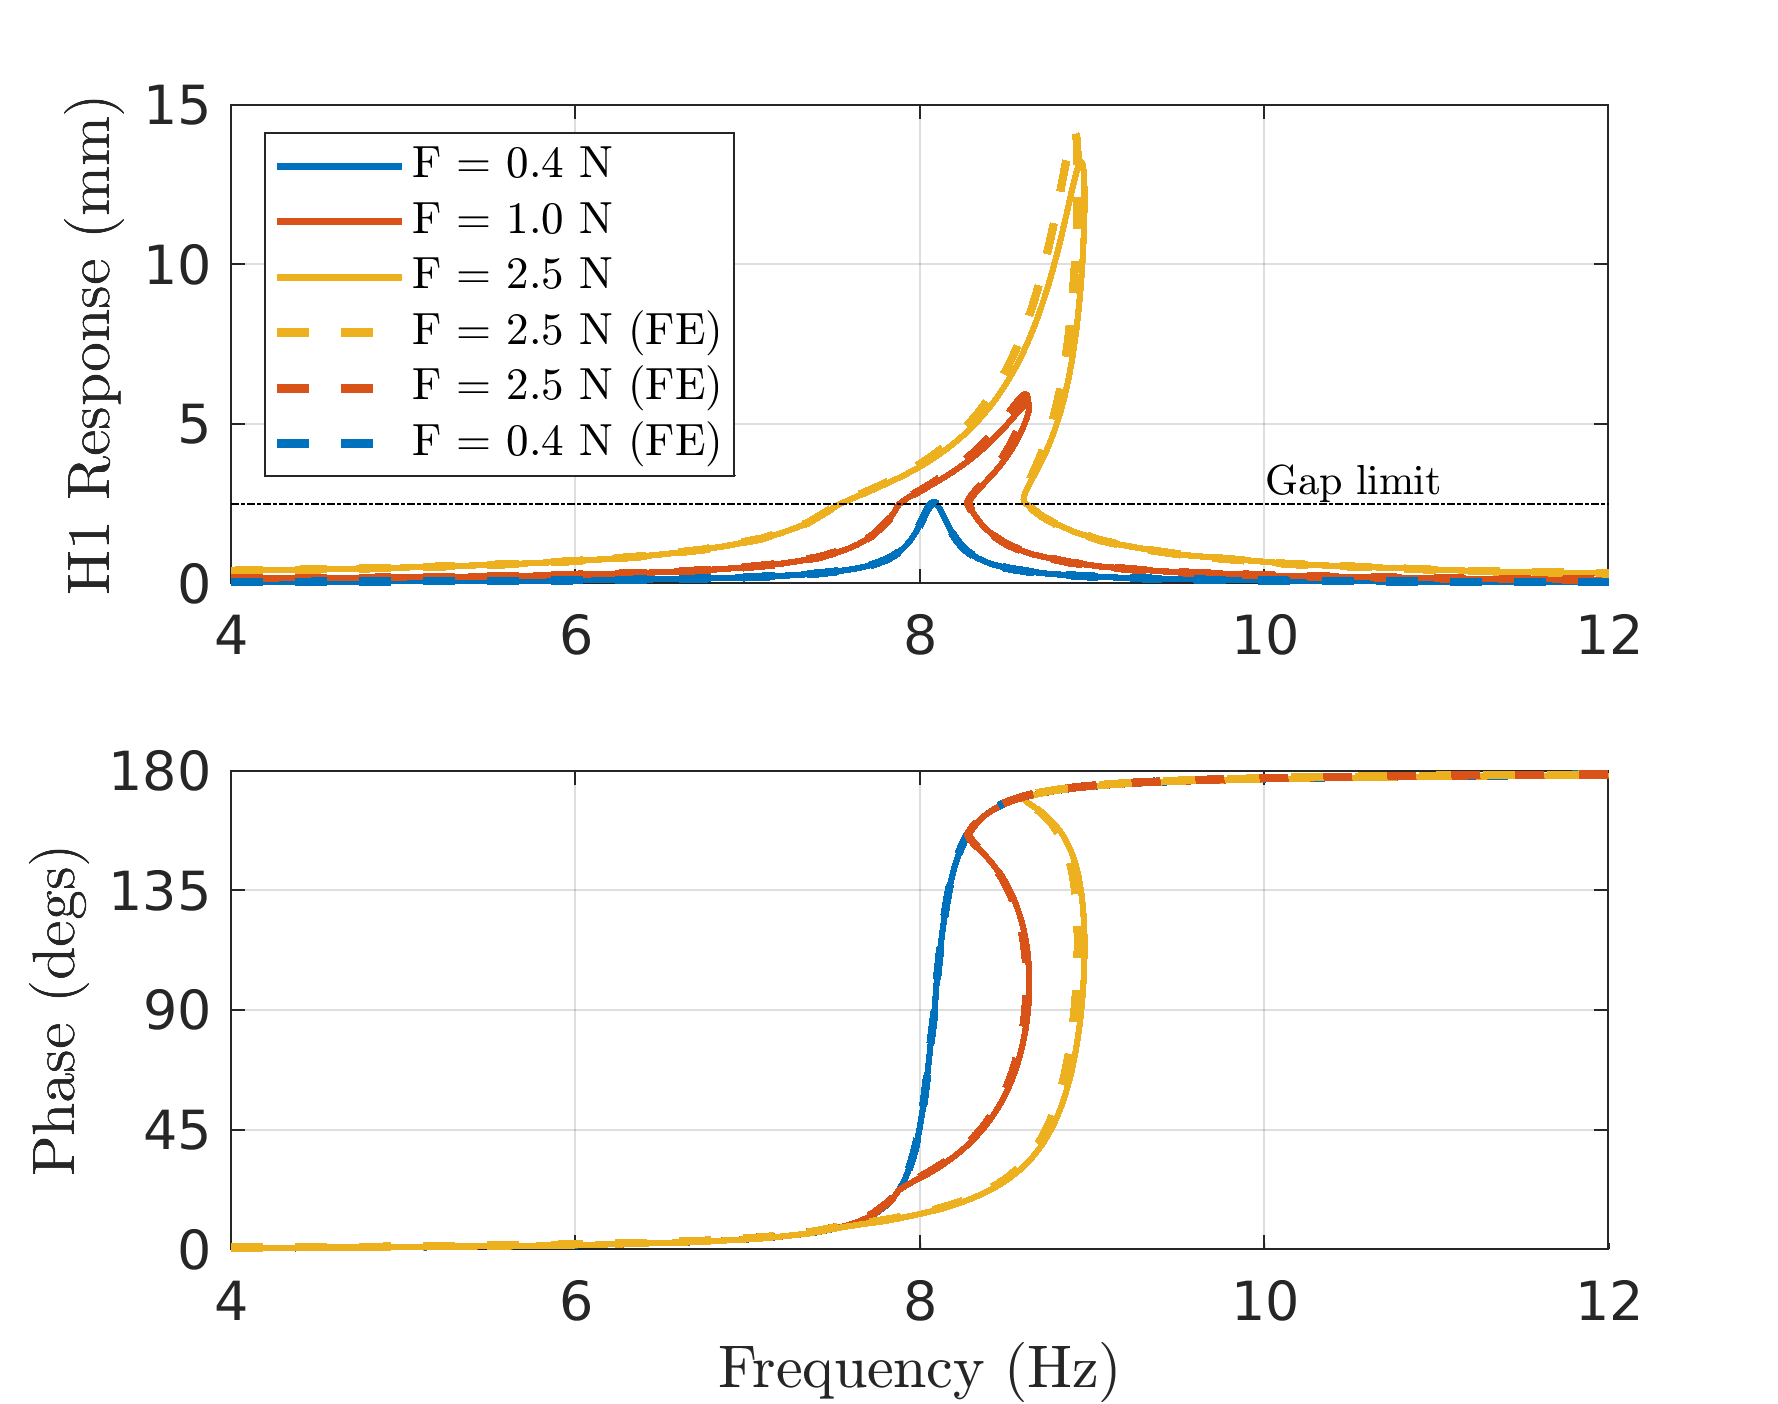 15
10
5
0
H1 Response (mm)
F = 0.4 N
F = 1.0 N
F = 2.5 N
F = 2.5 N (FE)
F = 2.5 N (FE)
F = 0.4 N (FE)
Gap limit
4 6 8 10 12
180
135
90
45
0
Phase (degs)
4 6 8 10 12
Frequency (Hz)